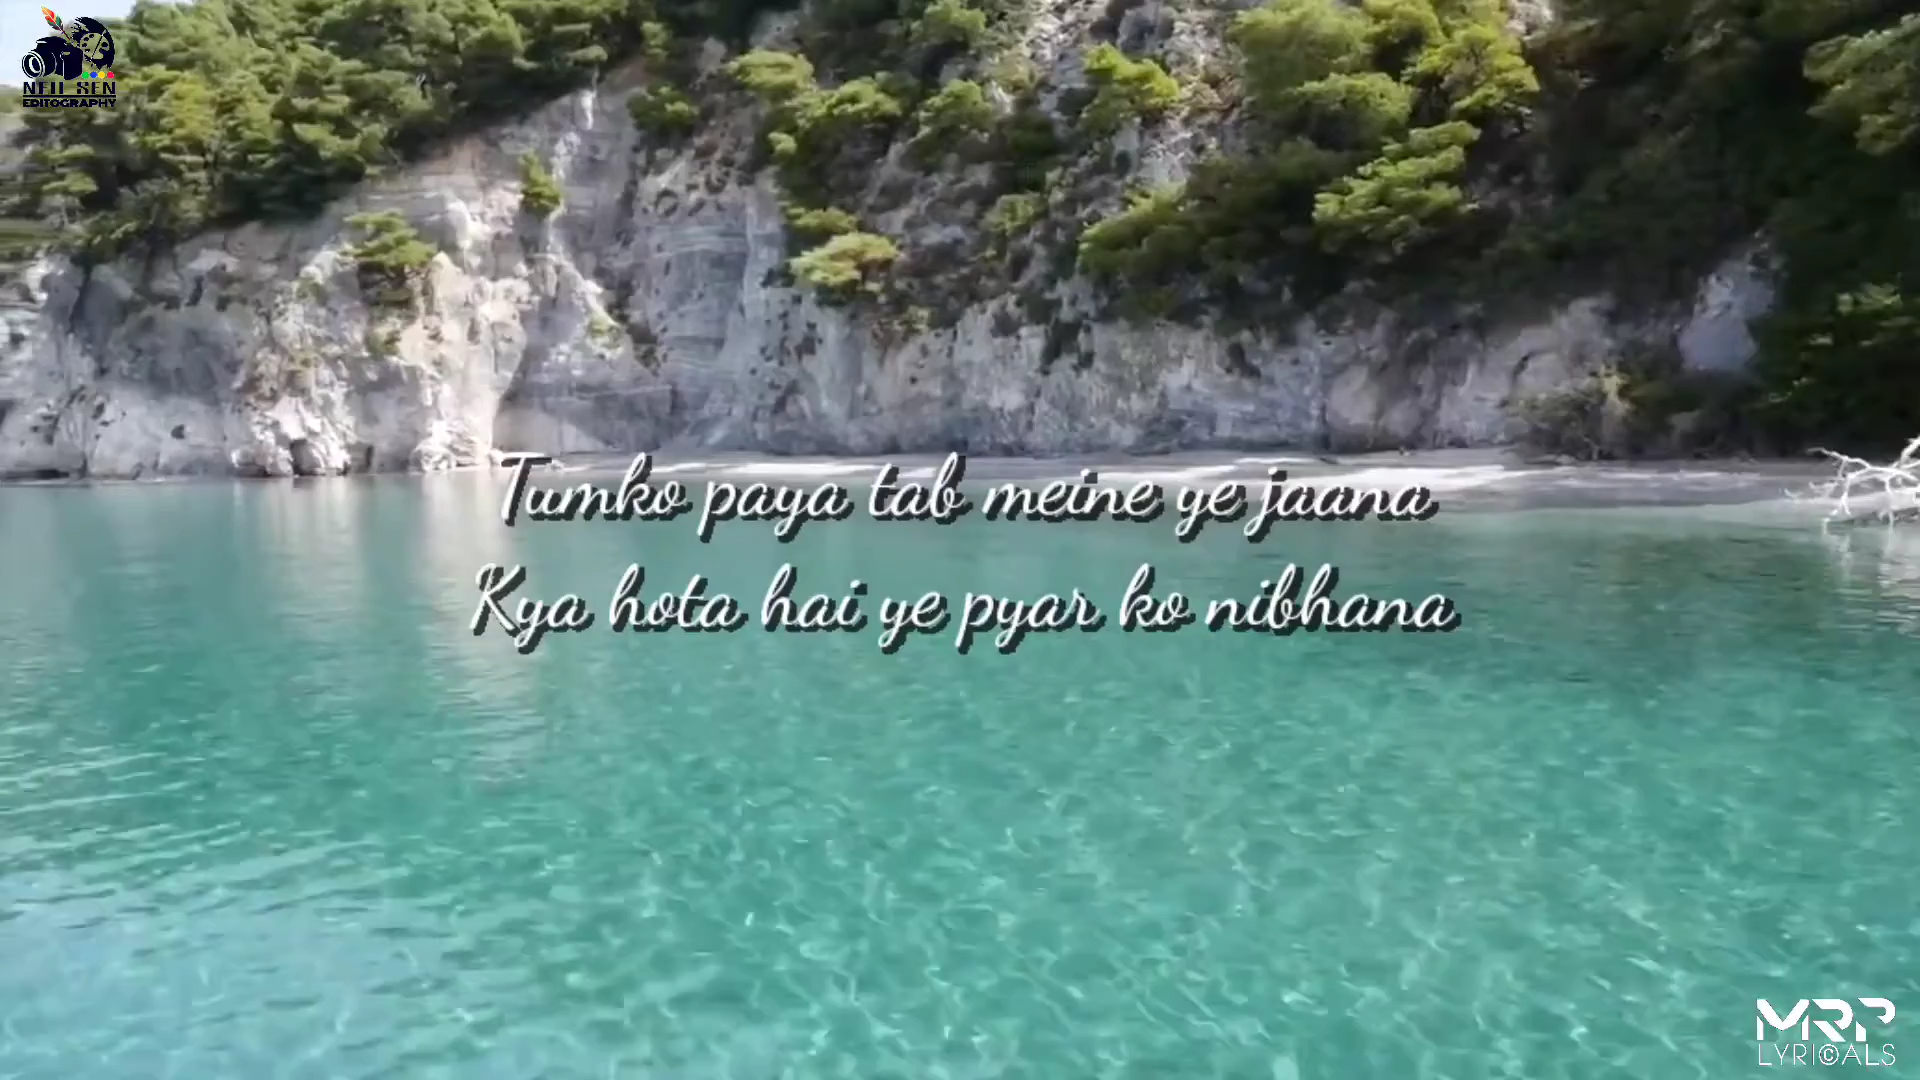 NEIL SEN
EDITOGRAPHY
Tumko paya tab meine ye jaana
Kya hota hai ye pyar ko nibhana
MRP
LYRICALS